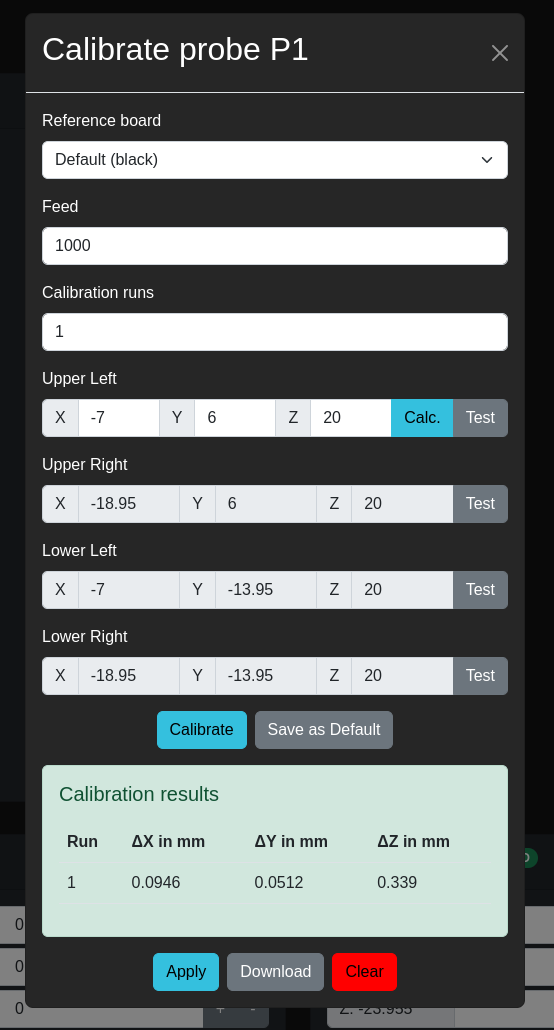 Calibrate probe P1
Reference board
Default (black)
Feed
1000
Calibration runs
1
Upper Left
X -7 Y 6 Z 20 Calc. Test
Upper Right
X -18.95 Y 6 Z 20 Test
Lower Left
X -7 Y -13.95 Z 20 Test
Lower Right
X -18.95 Y -13.95 Z 20 Test
Calibrate Save as Default
Calibration results
Run ΔX in mm ΔY in mm ΔZ in mm
1 0.0946 0.0512 0.339
0
0
Apply Download Clear
0 + - Z: -23.955